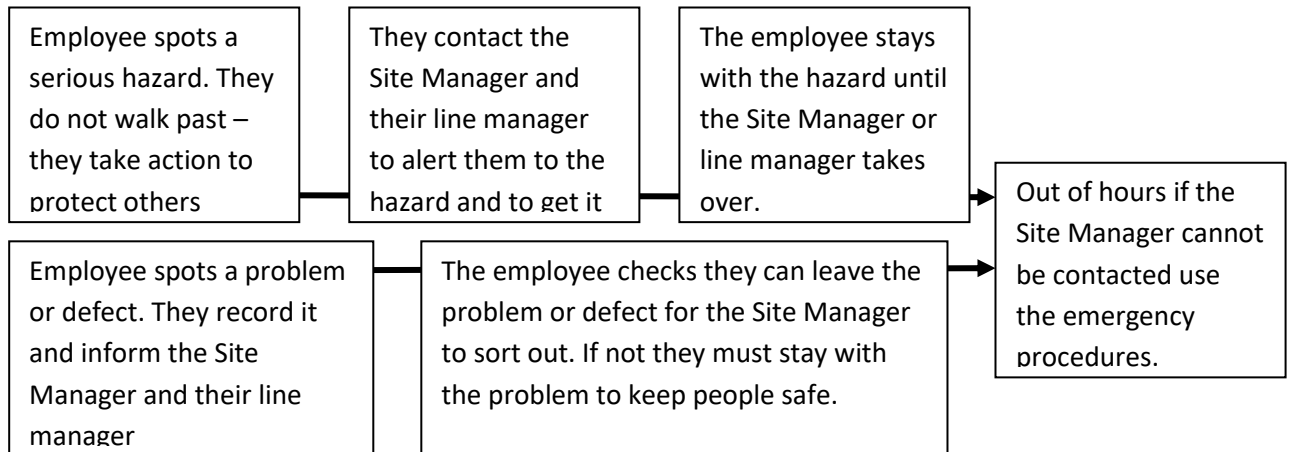 Employee spots a
serious hazard. They
do not walk past –
they take action to
protect others
They contact the
Site Manager and
their line manager
to alert them to the
hazard and to get it
The employee stays
with the hazard until
the Site Manager or
line manager takes
over.
Employee spots a problem
or defect. They record it
and inform the Site
Manager and their line
manager
The employee checks they can leave the
problem or defect for the Site Manager
to sort out. If not they must stay with
the problem to keep people safe.
Out of hours if the
Site Manager cannot
be contacted use
the emergency
procedures.